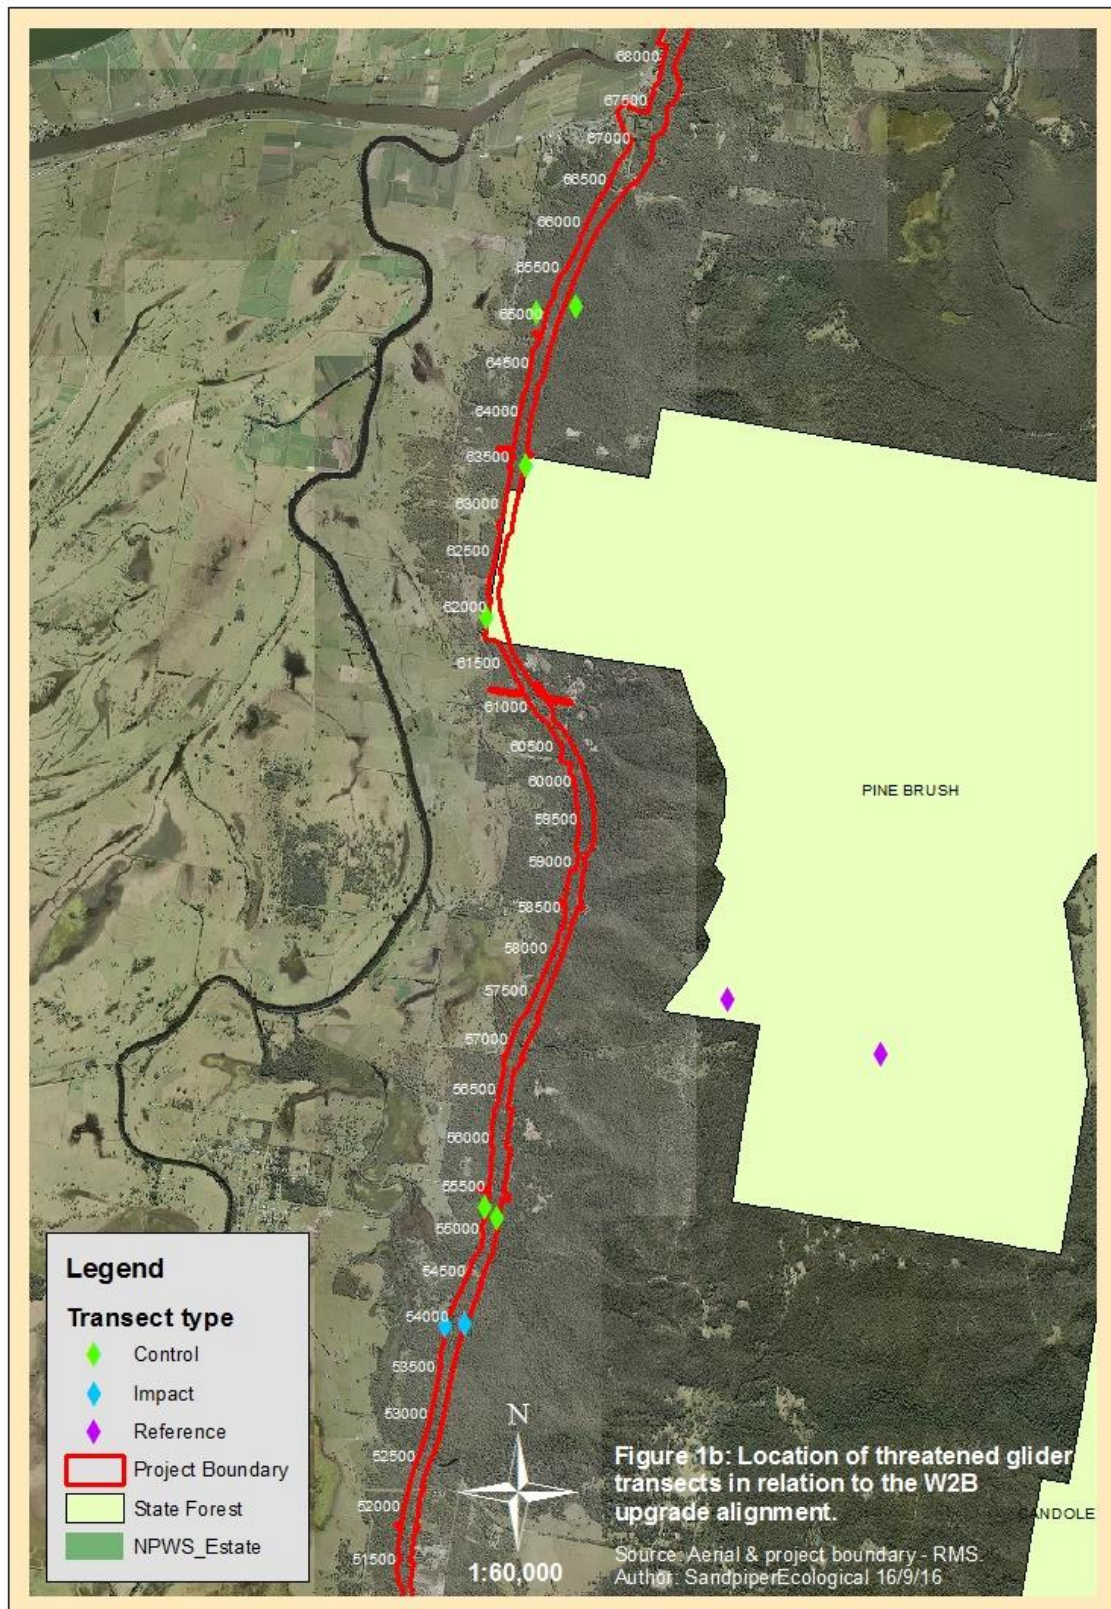 68000
67500
67000
66500
66000
65500
65000
64500
64000
63500
63000
62500
62000
61500
61000
60500
60000
59500
59000
58500
58000
57500
57000
56500
56000
55500
55000
54500
54000
53500
53000
52500
52000
51500
PINE BRUSH
CANDOLE
Legend
Transect type
Control
Impact
Reference
Project Boundary
State Forest
NPWS_Estate
N
1:60,000
Figure 1b: Location of threatened glider
transects in relation to the W2B
upgrade alignment.
Source: Aerial & project boundary - RMS.
Author: SandpiperEcological 16/9/16